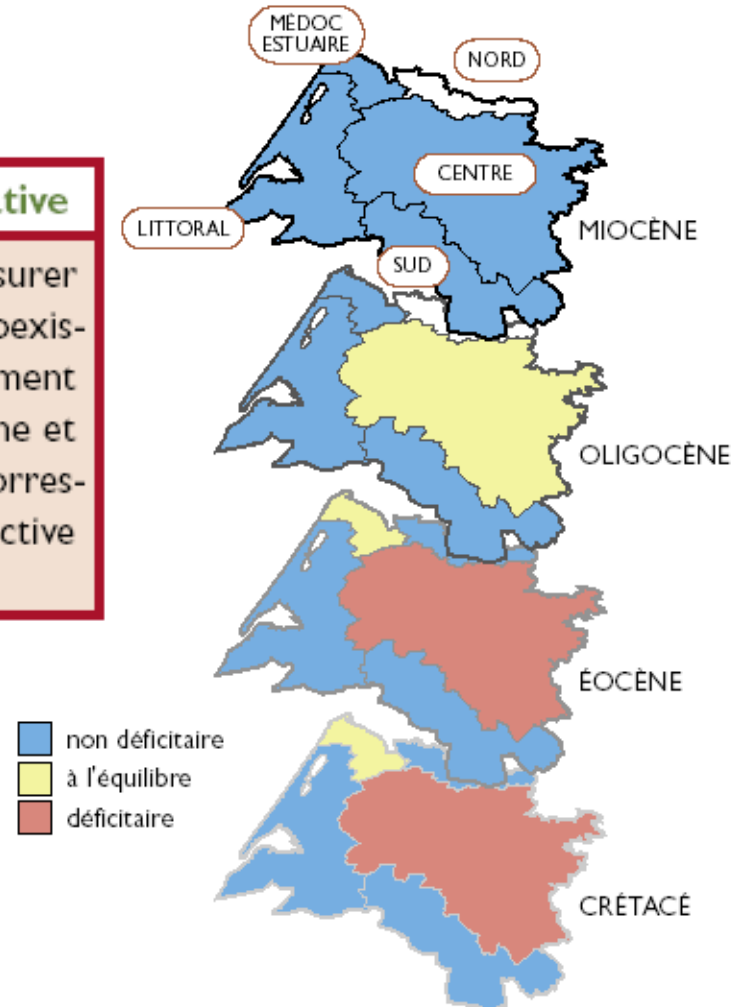 MÉDOC
ESTUAIRE
NORD
CENTRE
LITTORAL
SUD
MIOCÈNE
OLIGOCÈNE
ÉOCÈNE
CRÉTACÉ
tive
surer
oexis-
ment
ne et
orres-
ctive
non déficitaire
à l'équilibre
déficitaire